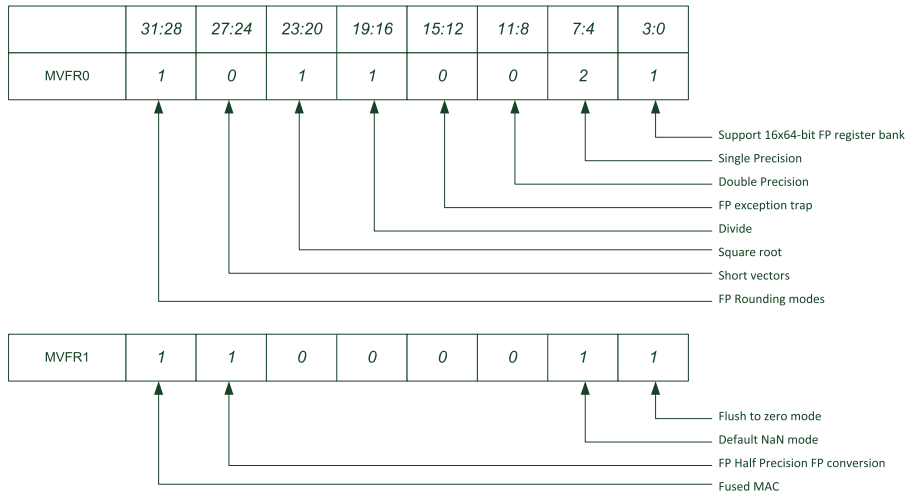 31:28 27:24 23:20 19:16 15:12 11:8 7:4 3:0
MVFR0 1 0 1 1 0 0 2 1
Support 16x64-bit FP register bank
Single Precision
Double Precision
FP exception trap
Divide
Square root
Short vectors
FP Rounding modes
MVFR1 1 1 0 0 0 0 1 1
Flush to zero mode
Default NaN mode
FP Half Precision FP conversion
Fused MAC